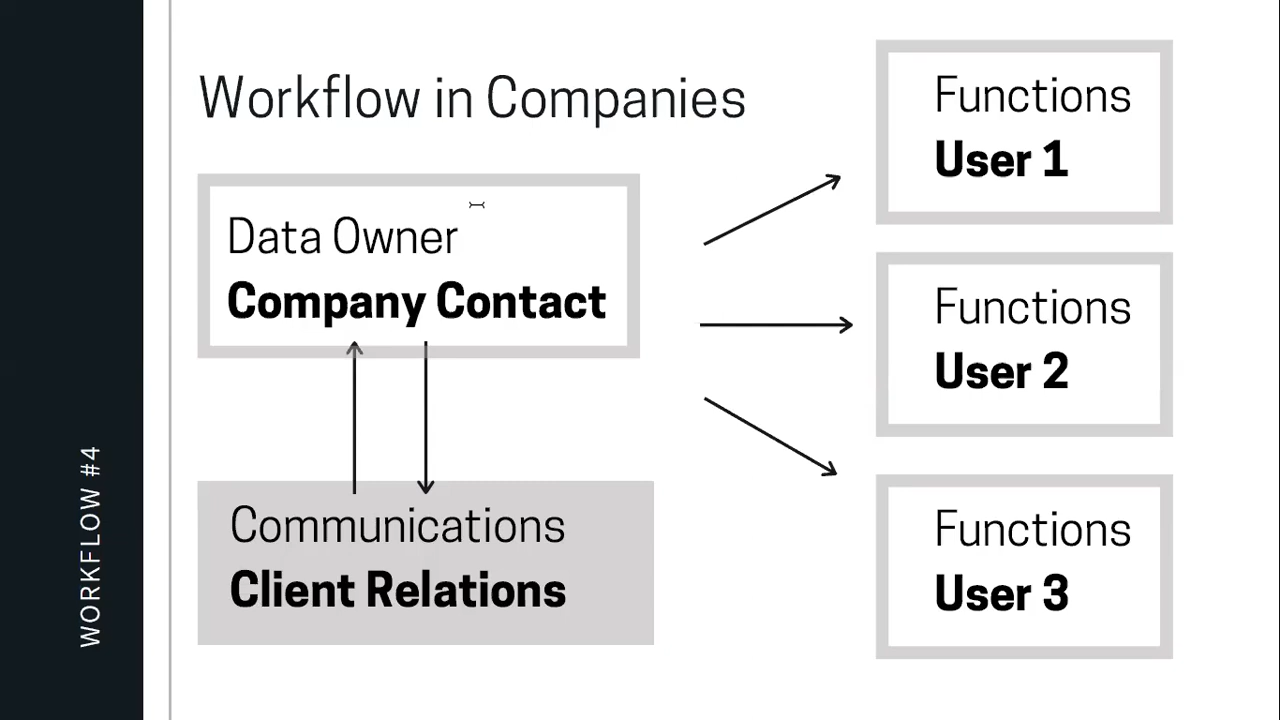 Workflow in Companies
Data Owner
Company Contact
Communications
Client Relations
Functions
User 1
Functions
User 2
Functions
User 3
WORKFLOW #4